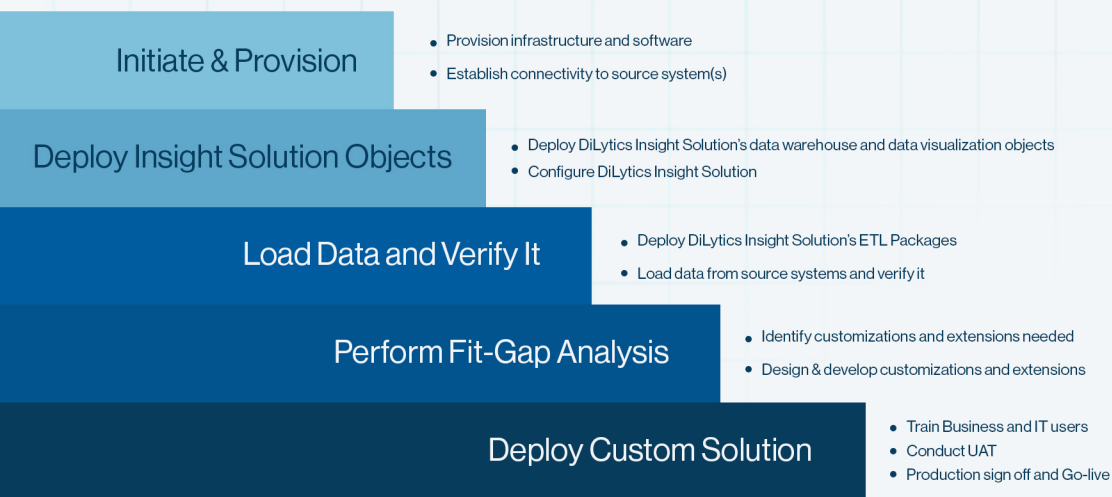 Initiate & Provision
• Provision infrastructure and software
• Establish connectivity to source system(s)
Deploy Insight Solution Objects
• Deploy DiLytics Insight Solution’s data warehouse and data visualization objects
• Configure DiLytics Insight Solution
Load Data and Verify It
• Deploy DiLytics Insight Solution’s ETL Packages
• Load data from source systems and verify it
Perform Fit-Gap Analysis
• Identify customizations and extensions needed
• Design & develop customizations and extensions
Deploy Custom Solution
• Train Business and IT users
• Conduct UAT
• Production sign off and Go-live